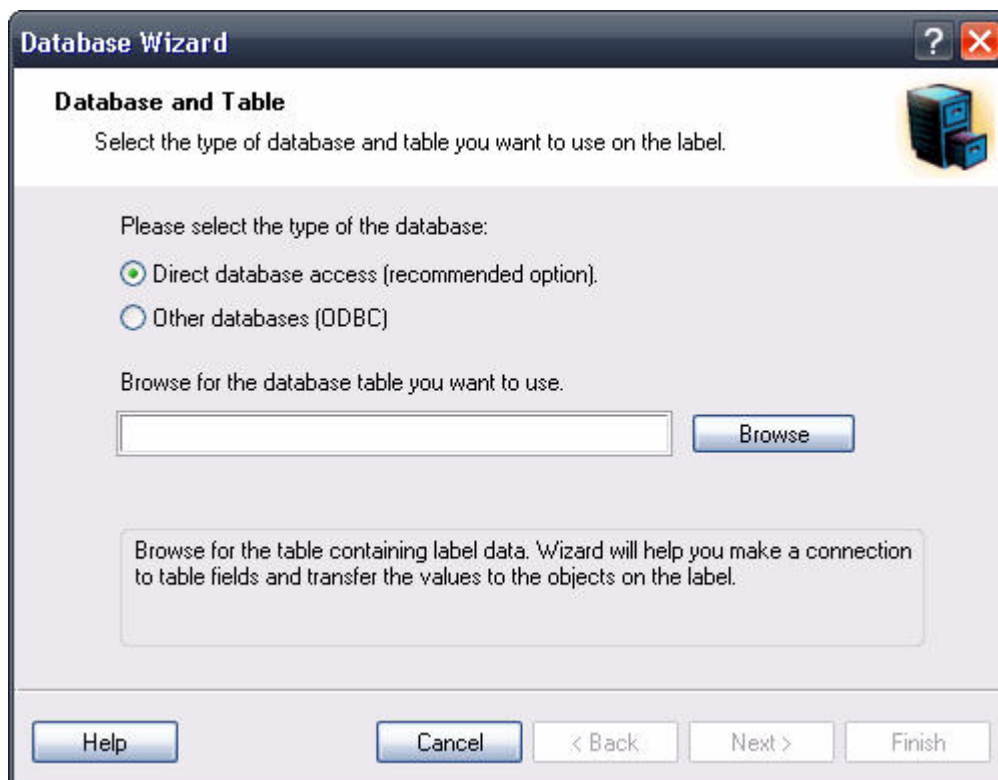 Database Wizard
?
Database and Table
Select the type of database and table you want to use on the label.
Please select the type of the database:
Direct database access (recommended option).
Other databases (ODBC)
Browse for the database table you want to use.
Browse
Browse for the table containing label data. Wizard will help you make a connection
to table fields and transfer the values to the objects on the label.
Help
Cancel
< Back
Next >
Finish